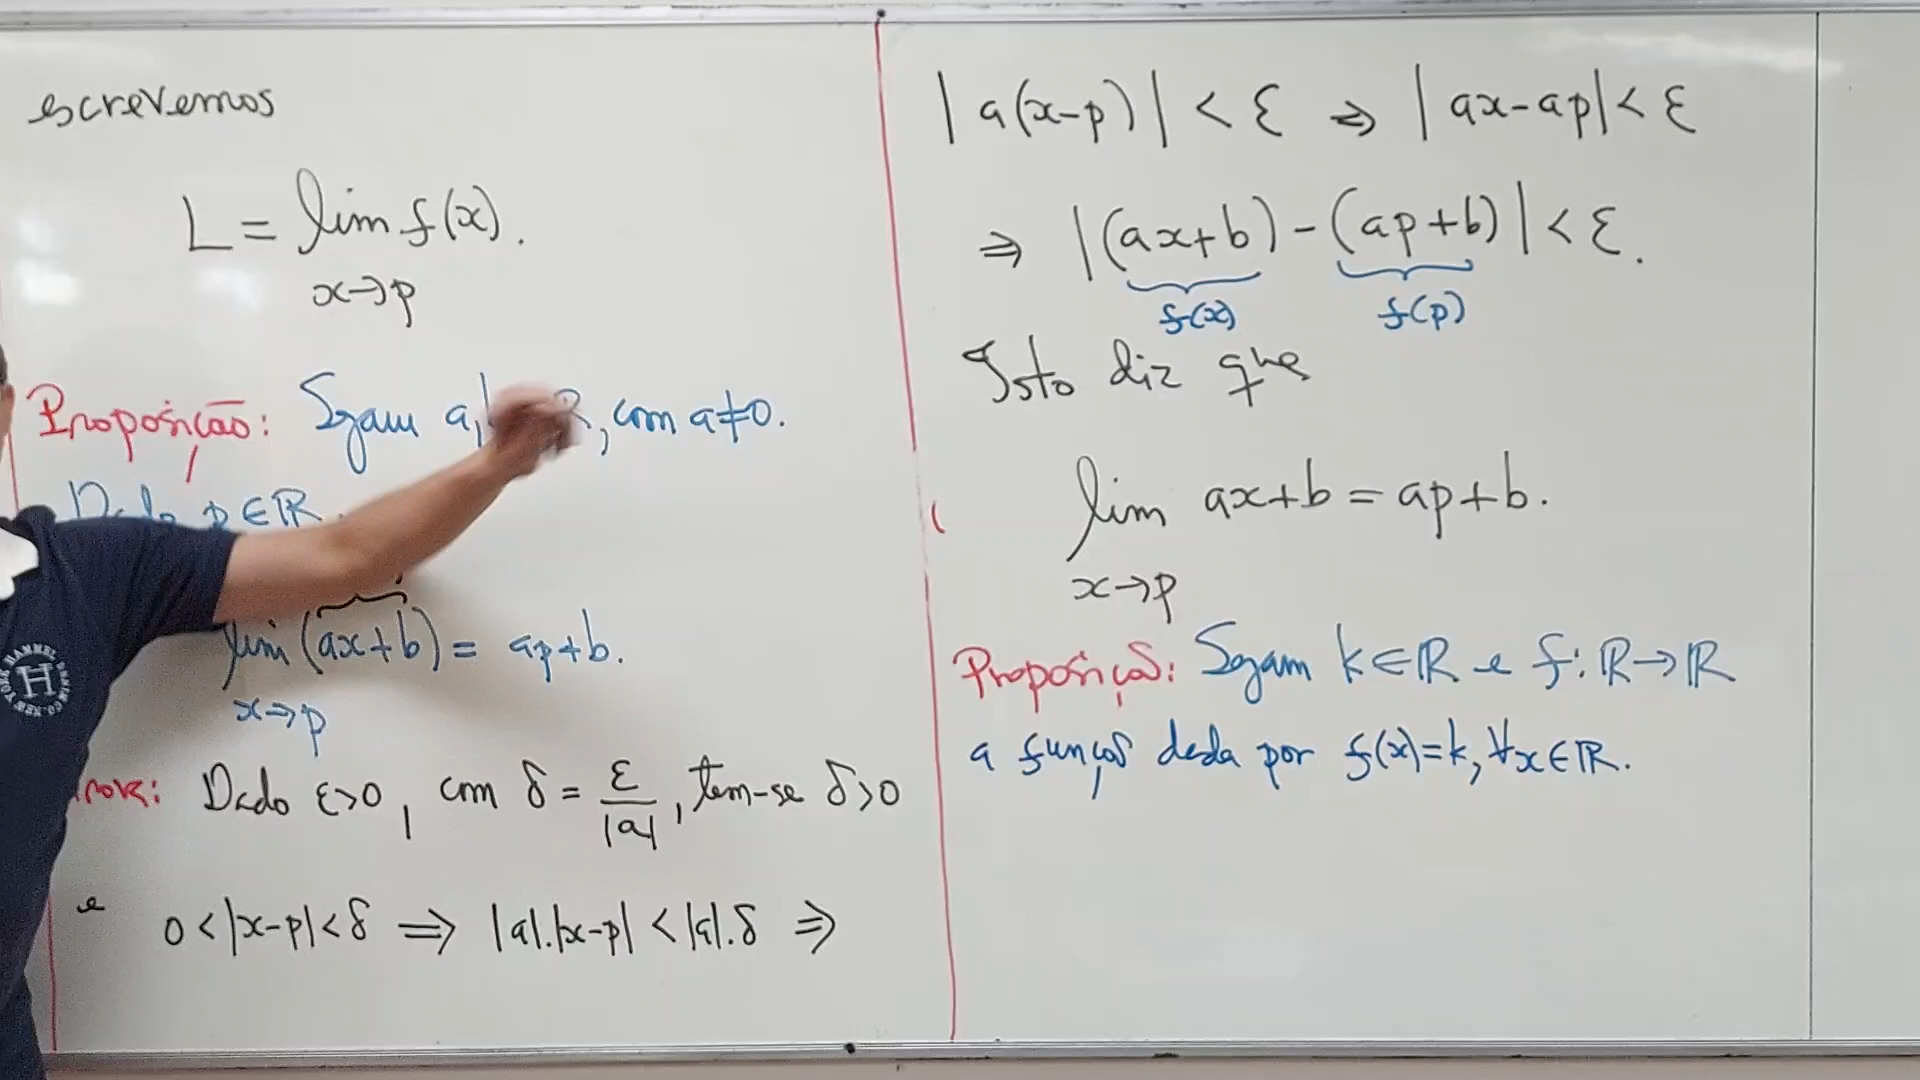 escrevemos
L = lim f(x).
x→p
Proposição: Sejam a, R, com a≠0.
Dado p∈ℝ,
lim (ax+b) = ap+b.
x→p
Dado ε>0, com δ = ε/|a|, tem-se δ>0
e 0<|x-p|<δ ⟹ |a|.|x-p| < |a|.δ ⟹
|a(x-p)| < ε ⟹ |ax-ap| < ε
⟹ |(ax+b)-(ap+b)| < ε.
f(x) f(p)
Isto diz que
lim ax+b = ap+b.
x→p
Proposição: Sejam k∈ℝ e f: ℝ→ℝ
a função dada por f(x)=k, ∀x∈ℝ.
H